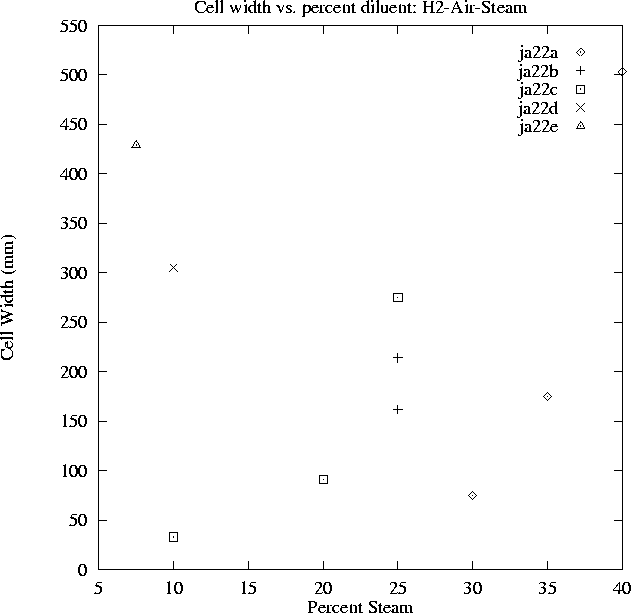 Cell width vs. percent diluent: H2-Air-Steam
550
500
450
400
350
300
250
200
150
100
50
0
Cell Width (mm)
ja22a
ja22b
ja22c
ja22d
ja22e
5 10 15 20 25 30 35 40
Percent Steam